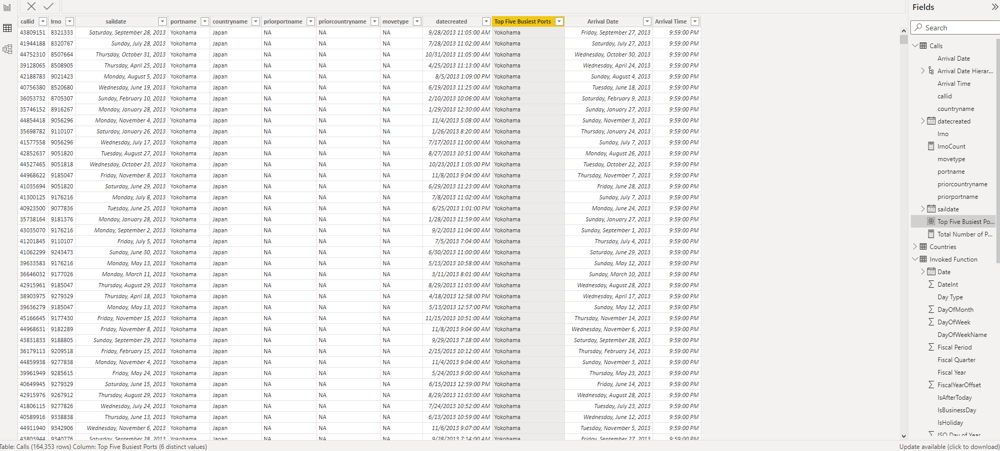 Fields
callid lrno saildate portname countryname priorportname priorcountryname movetype datecreated Top Five Busiest Ports Arrival Date Arrival Time
43809151 8321333 Saturday, September 28, 2013 Yokohama Japan NA NA NA 9/28/2013 11:05:00 AM Yokohama Friday, September 27, 2013 9:59:00 PM
41944188 8320767 Sunday, July 28, 2013 Yokohama Japan NA NA NA 7/28/2013 11:02:00 AM Yokohama Saturday, July 27, 2013 9:59:00 PM
44752310 8507664 Thursday, October 31, 2013 Yokohama Japan NA NA NA 10/31/2013 11:05:00 AM Yokohama Wednesday, October 30, 2013 9:59:00 PM
39128065 8508905 Thursday, April 25, 2013 Yokohama Japan NA NA NA 4/25/2013 11:13:00 AM Yokohama Wednesday, April 24, 2013 9:59:00 PM
42188783 9021423 Monday, August 5, 2013 Yokohama Japan NA NA NA 8/5/2013 1:09:00 PM Yokohama Sunday, August 4, 2013 9:59:00 PM
40756380 8520680 Wednesday, June 19, 2013 Yokohama Japan NA NA NA 6/19/2013 11:25:00 AM Yokohama Tuesday, June 18, 2013 9:59:00 PM
36053732 8705307 Sunday, February 10, 2013 Yokohama Japan NA NA NA 2/10/2013 10:06:00 AM Yokohama Saturday, February 9, 2013 9:59:00 PM
35746152 8916267 Monday, January 28, 2013 Yokohama Japan NA NA NA 1/29/2013 12:30:00 AM Yokohama Sunday, January 27, 2013 9:59:00 PM
44854418 9056296 Monday, November 4, 2013 Yokohama Japan NA NA NA 11/4/2013 5:08:00 AM Yokohama Sunday, November 3, 2013 9:59:00 PM
35698782 9110107 Saturday, January 26, 2013 Yokohama Japan NA NA NA 1/26/2013 8:20:00 AM Yokohama Thursday, January 24, 2013 9:59:00 PM
41577558 9056296 Wednesday, July 17, 2013 Yokohama Japan NA NA NA 7/17/2013 11:00:00 AM Yokohama Sunday, July 7, 2013 9:59:00 PM
42852637 9051820 Tuesday, August 27, 2013 Yokohama Japan NA NA NA 8/27/2013 10:51:00 AM Yokohama Monday, August 26, 2013 9:59:00 PM
44527465 9051818 Wednesday, October 23, 2013 Yokohama Japan NA NA NA 10/23/2013 1:05:00 PM Yokohama Tuesday, October 22, 2013 9:59:00 PM
44968622 9185047 Friday, November 8, 2013 Yokohama Japan NA NA NA 11/8/2013 9:04:00 AM Yokohama Thursday, November 7, 2013 9:59:00 PM
41035694 9051820 Saturday, June 29, 2013 Yokohama Japan NA NA NA 6/29/2013 11:23:00 AM Yokohama Friday, June 28, 2013 9:59:00 PM
41300125 9176216 Monday, July 8, 2013 Yokohama Japan NA NA NA 7/8/2013 11:02:00 AM Yokohama Sunday, July 7, 2013 9:59:00 PM
40923500 9077836 Tuesday, June 25, 2013 Yokohama Japan NA NA NA 6/25/2013 1:01:00 PM Yokohama Monday, June 24, 2013 9:59:00 PM
35738164 9181376 Monday, January 28, 2013 Yokohama Japan NA NA NA 1/28/2013 11:59:00 AM Yokohama Sunday, January 27, 2013 9:59:00 PM
43035070 9176216 Monday, September 2, 2013 Yokohama Japan NA NA NA 9/2/2013 11:04:00 AM Yokohama Sunday, September 1, 2013 9:59:00 PM
41201845 9110107 Friday, July 5, 2013 Yokohama Japan NA NA NA 7/5/2013 7:04:00 AM Yokohama Thursday, July 4, 2013 9:59:00 PM
41062299 9243473 Sunday, June 30, 2013 Yokohama Japan NA NA NA 6/30/2013 11:00:00 AM Yokohama Saturday, June 29, 2013 9:59:00 PM
39633583 9176216 Monday, May 13, 2013 Yokohama Japan NA NA NA 5/13/2013 10:58:00 AM Yokohama Sunday, May 12, 2013 9:59:00 PM
36646032 9177026 Monday, March 11, 2013 Yokohama Japan NA NA NA 3/11/2013 8:01:00 AM Yokohama Sunday, March 10, 2013 9:59:00 PM
42915961 9185047 Thursday, August 29, 2013 Yokohama Japan NA NA NA 8/29/2013 11:03:00 AM Yokohama Wednesday, August 28, 2013 9:59:00 PM
38903975 9279329 Thursday, April 18, 2013 Yokohama Japan NA NA NA 4/18/2013 12:58:00 PM Yokohama Wednesday, April 17, 2013 9:59:00 PM
39636279 9185047 Monday, May 13, 2013 Yokohama Japan NA NA NA 5/13/2013 12:57:00 PM Yokohama Sunday, May 12, 2013 9:59:00 PM
45166645 9177430 Friday, November 15, 2013 Yokohama Japan NA NA NA 11/15/2013 10:51:00 AM Yokohama Thursday, November 14, 2013 9:59:00 PM
44968631 9182289 Friday, November 8, 2013 Yokohama Japan NA NA NA 11/8/2013 9:04:00 AM Yokohama Wednesday, November 6, 2013 9:59:00 PM
43831833 9188805 Sunday, September 29, 2013 Yokohama Japan NA NA NA 9/29/2013 7:18:00 AM Yokohama Saturday, September 28, 2013 9:59:00 PM
36179113 9209518 Friday, February 15, 2013 Yokohama Japan NA NA NA 2/15/2013 10:12:00 AM Yokohama Thursday, February 14, 2013 9:59:00 PM
44859938 9277838 Monday, November 4, 2013 Yokohama Japan NA NA NA 11/4/2013 9:04:00 AM Yokohama Sunday, November 3, 2013 9:59:00 PM
39961949 9285615 Friday, May 24, 2013 Yokohama Japan NA NA NA 5/24/2013 9:00:00 AM Yokohama Thursday, May 23, 2013 9:59:00 PM
40649945 9279329 Saturday, June 15, 2013 Yokohama Japan NA NA NA 6/15/2013 12:59:00 PM Yokohama Friday, June 14, 2013 9:59:00 PM
42915976 9267912 Thursday, August 29, 2013 Yokohama Japan NA NA NA 8/29/2013 11:03:00 AM Yokohama Wednesday, August 28, 2013 9:59:00 PM
41806115 9277826 Wednesday, July 24, 2013 Yokohama Japan NA NA NA 7/24/2013 10:52:00 AM Yokohama Tuesday, July 23, 2013 9:59:00 PM
40589916 9338838 Thursday, June 13, 2013 Yokohama Japan NA NA NA 6/13/2013 10:59:00 AM Yokohama Wednesday, June 12, 2013 9:59:00 PM
44911940 9342906 Wednesday, November 6, 2013 Yokohama Japan NA NA NA 11/6/2013 9:07:00 AM Yokohama Tuesday, November 5, 2013 9:59:00 PM
43803944 9340776 Saturday, September 28, 2013 Yokohama Japan NA NA NA 9/28/2013 7:14:00 AM Yokohama Friday, September 27, 2013 9:59:00 PM
Search
Calls
Arrival Date
Arrival Date Hierar...
Arrival Time
callid
countryname
datecreated
lrno
lrnoCount
movetype
portname
priorcountryname
priorportname
saildate
Top Five Busiest Po...
Total Number of P...
Countries
Invoked Function
Date
DateInt
Day Type
DayOfMonth
DayOfWeek
DayOfWeekName
Fiscal Period
Fiscal Quarter
Fiscal Year
FiscalYearOffset
IsAfterToday
IsBusinessDay
IsHoliday
ISO Day of Year
Table: Calls (164,353 rows) Column: Top Five Busiest Ports (6 distinct values)
Update available (click to download)